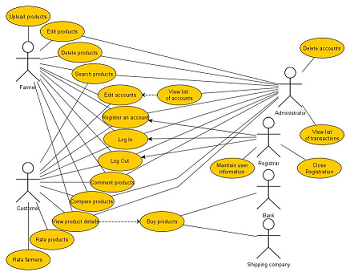 Upload products
Edit products
Delete products
Search products
Farmer
Edit accounts
View list
of accounts
Delete accounts
Administrator
Register an account
Log In
Log Out
View list
of transactions
Registrar
Maintain user
information
Close
Registration
Comment products
Compare products
Customer
View product details
Buy products
Bank
Rate products
Rate farmers
Shipping company